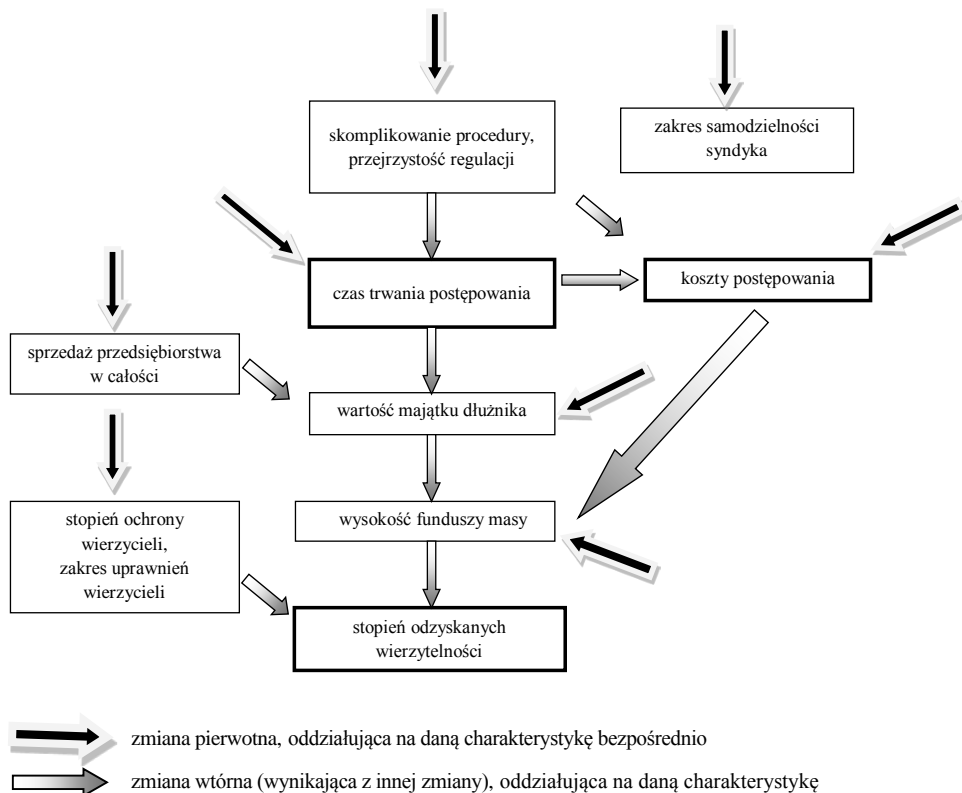 skomplikowanie procedury,
przejrzystość regulacji
zakres samodzielności
syndyka
czas trwania postępowania
koszty postępowania
sprzedaż przedsiębiorstwa
w całości
wartość majątku dłużnika
stopień ochrony
wierzycieli,
zakres uprawnień
wierzycieli
wysokość funduszy masy
stopień odzyskanych
wierzytelności
zmiana pierwotna, oddziałująca na daną charakterystykę bezpośrednio
zmiana wtórna (wynikająca z innej zmiany), oddziałująca na daną charakterystykę